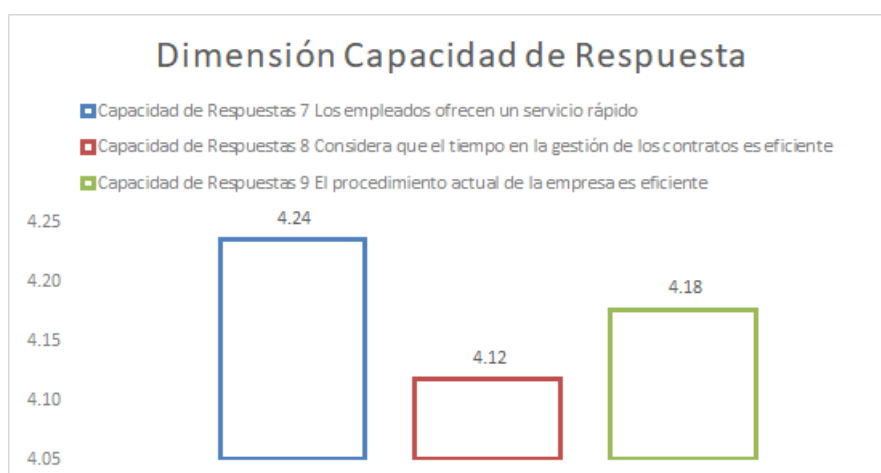 Dimensión Capacidad de Respuesta
Capacidad de Respuestas 7 Los empleados ofrecen un servicio rápido
Capacidad de Respuestas 8 Considera que el tiempo en la gestión de los contratos es eficiente
Capacidad de Respuestas 9 El procedimiento actual de la empresa es eficiente
4.25
4.24
4.20
4.18
4.15
4.12
4.10
4.05